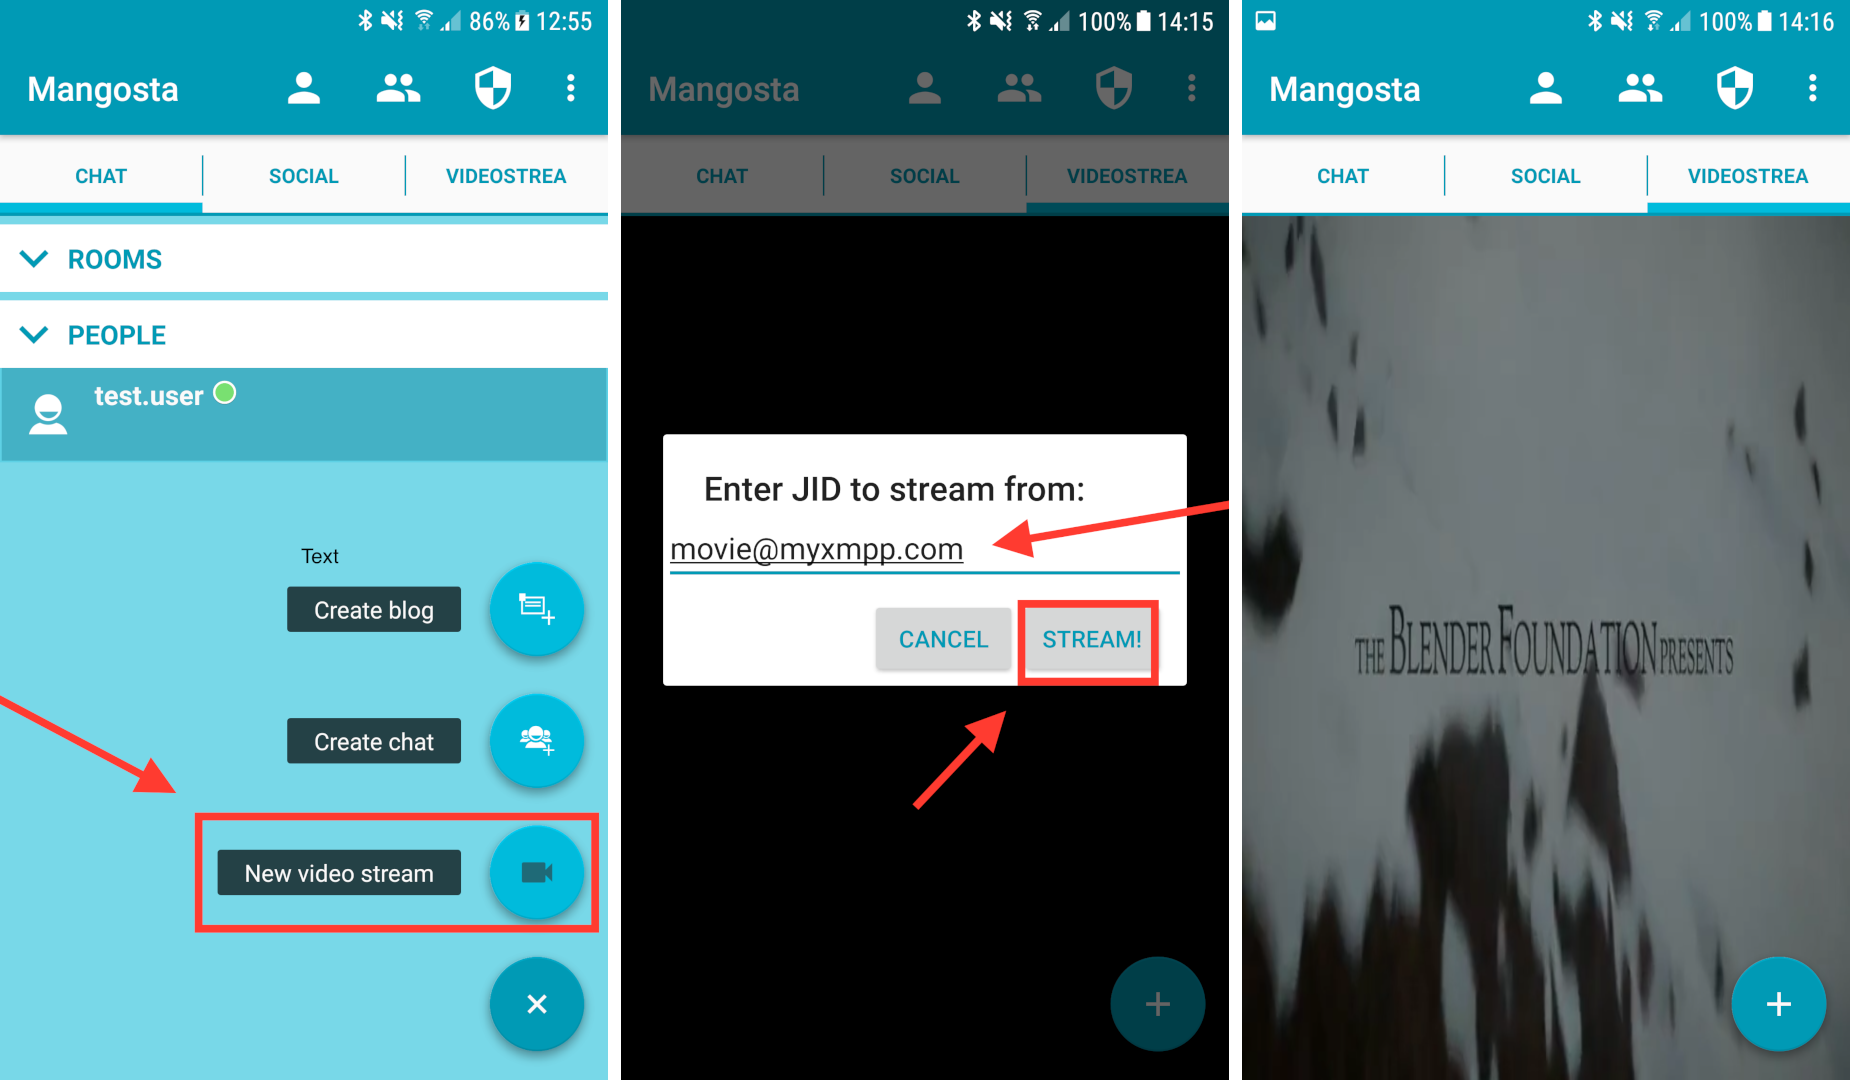 86% 12:55
Mangosta
CHAT SOCIAL VIDEOSTREA
ROOMS
PEOPLE
test.user
Text
Create blog
Create chat
New video stream
100% 14:15
Mangosta
CHAT SOCIAL VIDEOSTREA
Enter JID to stream from:
movie@myxmpp.com
CANCEL STREAM!
100% 14:16
Mangosta
CHAT SOCIAL VIDEOSTREA
THE BLENDER FOUNDATION PRESENTS